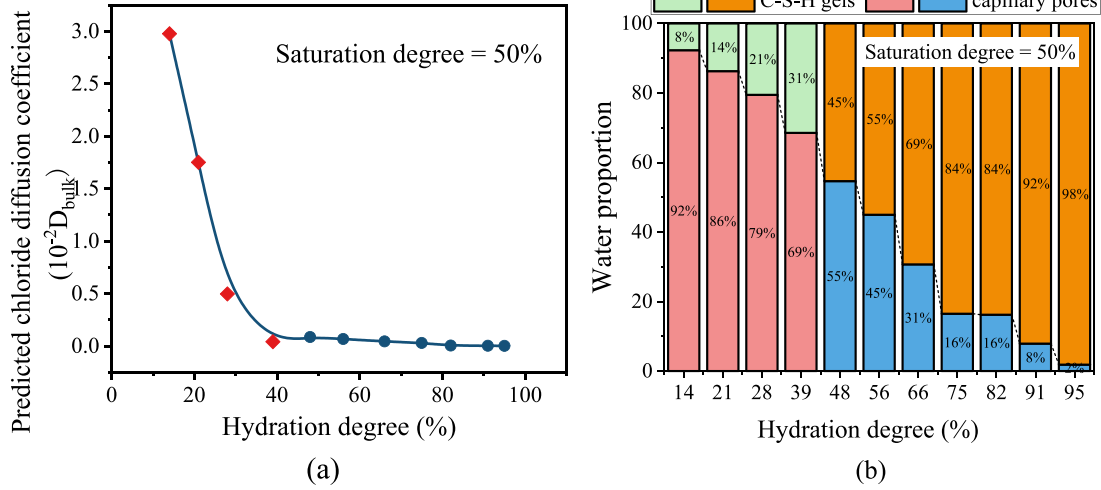 Predicted chloride diffusion coefficient
(10⁻²D_bulk)
3.0
2.5
2.0
1.5
1.0
0.5
0.0
Saturation degree = 50%
0 20 40 60 80 100
Hydration degree (%)
(a)
C-S-H gels capillary pores
Water proportion
100
80
60
40
20
0
Saturation degree = 50%
8% 14% 21% 31% 45% 55% 69% 84% 84% 92% 98%
92% 86% 79% 69% 55% 45% 31% 16% 16% 8% 2%
14 21 28 39 48 56 66 75 82 91 95
Hydration degree (%)
(b)